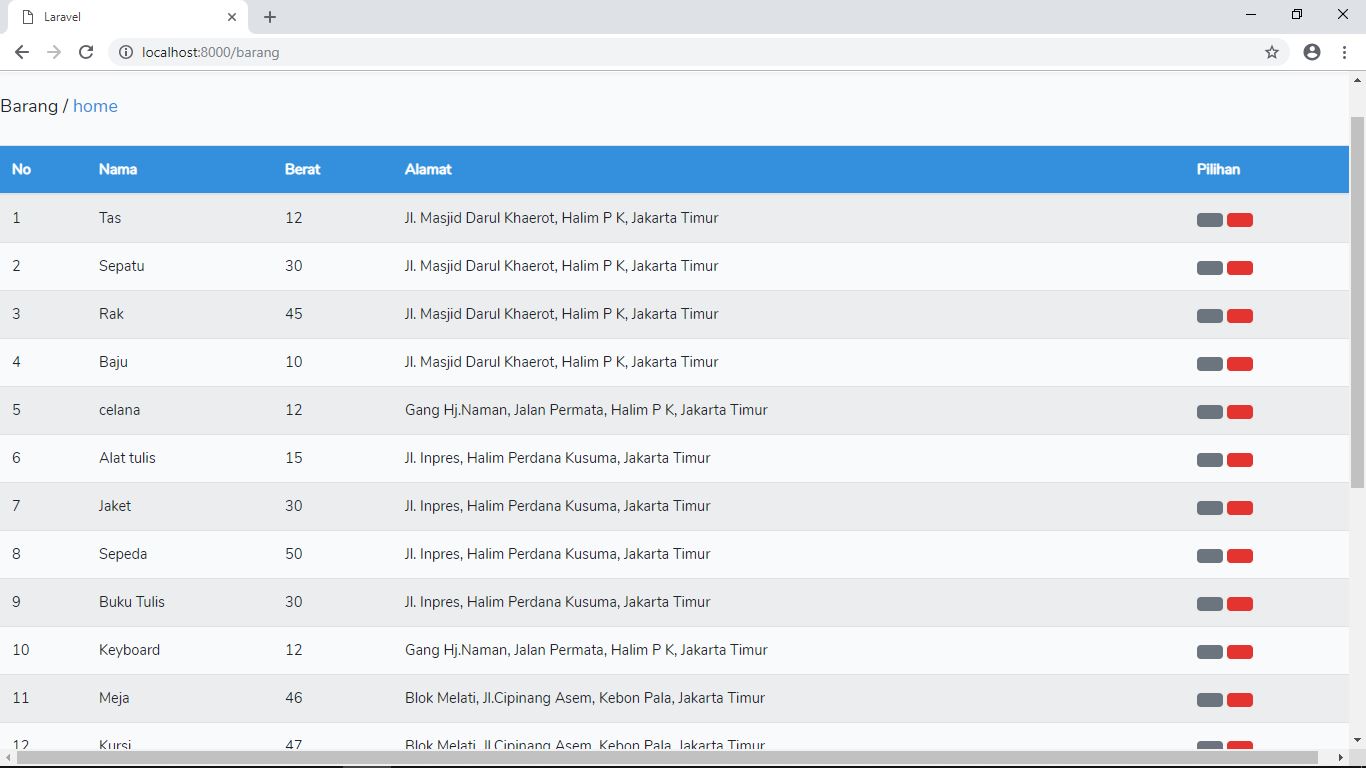 Laravel
localhost:8000/barang
Barang / home
No Nama Berat Alamat Pilihan
1 Tas 12 Jl. Masjid Darul Khaerot, Halim P K, Jakarta Timur
2 Sepatu 30 Jl. Masjid Darul Khaerot, Halim P K, Jakarta Timur
3 Rak 45 Jl. Masjid Darul Khaerot, Halim P K, Jakarta Timur
4 Baju 10 Jl. Masjid Darul Khaerot, Halim P K, Jakarta Timur
5 celana 12 Gang Hj.Naman, Jalan Permata, Halim P K, Jakarta Timur
6 Alat tulis 15 Jl. Inpres, Halim Perdana Kusuma, Jakarta Timur
7 Jaket 30 Jl. Inpres, Halim Perdana Kusuma, Jakarta Timur
8 Sepeda 50 Jl. Inpres, Halim Perdana Kusuma, Jakarta Timur
9 Buku Tulis 30 Jl. Inpres, Halim Perdana Kusuma, Jakarta Timur
10 Keyboard 12 Gang Hj.Naman, Jalan Permata, Halim P K, Jakarta Timur
11 Meja 46 Blok Melati, Jl.Cipinang Asem, Kebon Pala, Jakarta Timur
12 Kursi 47 Blok Melati, Jl.Cipinang Asem, Kebon Pala, Jakarta Timur